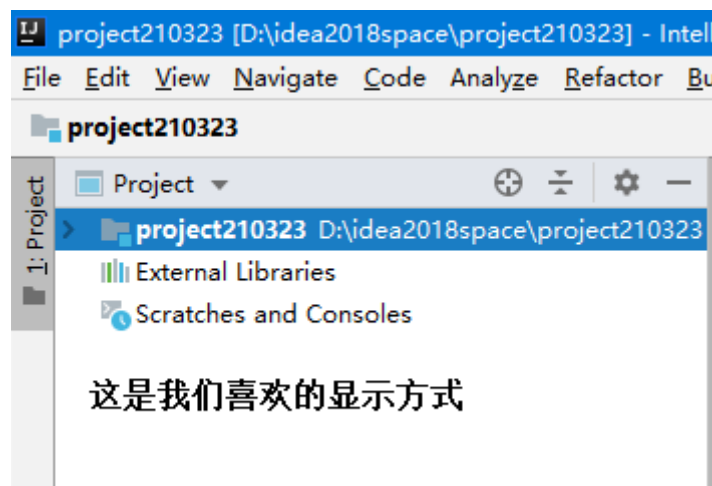 IJ project210323 [D:\idea2018space\project210323] - Intell
File Edit View Navigate Code Analyze Refactor Bu
project210323
1: Project
Project
project210323 D:\idea2018space\project210323
External Libraries
Scratches and Consoles
这是我们喜欢的显示方式